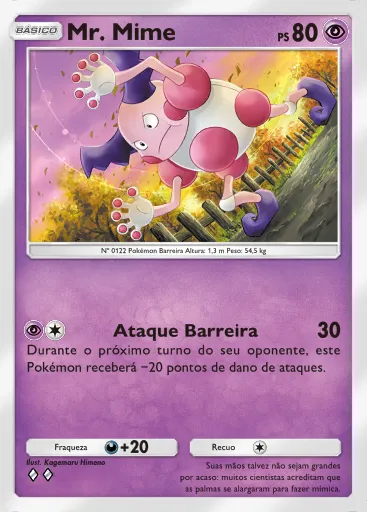 BÁSICO Mr. Mime PS 80
Nº 0122 Pokémon Barreira Altura: 1,3 m Peso: 54,5 kg
Ataque Barreira 30
Durante o próximo turno do seu oponente, este
Pokémon receberá −20 pontos de dano de ataques.
Fraqueza +20 Recuo
Ilust. Kagemaru Himeno
Suas mãos talvez não sejam grandes
por acaso: muitos cientistas acreditam que
as palmas se alargaram para fazer mímica.